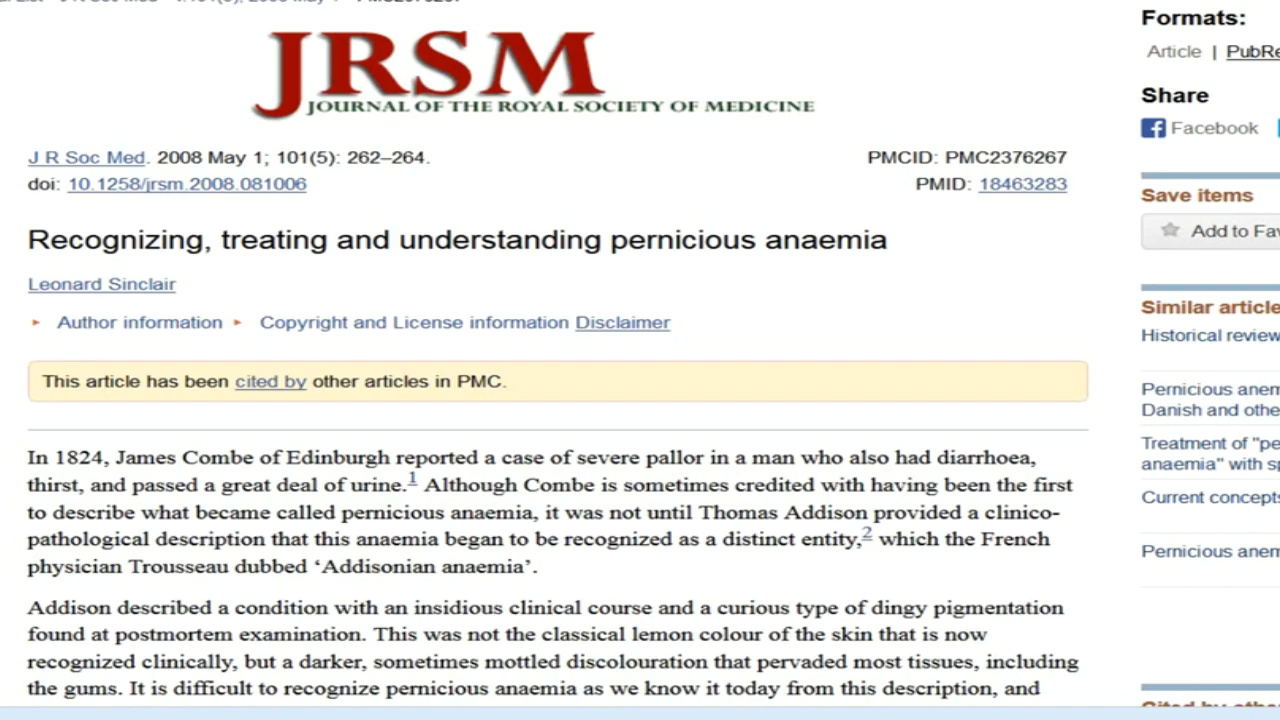 JRSM
JOURNAL OF THE ROYAL SOCIETY OF MEDICINE
J R Soc Med. 2008 May 1; 101(5): 262–264.
doi: 10.1258/jrsm.2008.081006
PMCID: PMC2376267
PMID: 18463283
Recognizing, treating and understanding pernicious anaemia
Leonard Sinclair
Author information Copyright and License information Disclaimer
This article has been cited by other articles in PMC.
In 1824, James Combe of Edinburgh reported a case of severe pallor in a man who also had diarrhoea,
thirst, and passed a great deal of urine.1 Although Combe is sometimes credited with having been the first
to describe what became called pernicious anaemia, it was not until Thomas Addison provided a clinico-
pathological description that this anaemia began to be recognized as a distinct entity,2 which the French
physician Trousseau dubbed ‘Addisonian anaemia’.
Addison described a condition with an insidious clinical course and a curious type of dingy pigmentation
found at postmortem examination. This was not the classical lemon colour of the skin that is now
recognized clinically, but a darker, sometimes mottled discolouration that pervaded most tissues, including
the gums. It is difficult to recognize pernicious anaemia as we know it today from this description, and
Formats:
Article | PubRe
Share
Facebook
Save items
Add to Fav
Similar article
Historical review
Pernicious anem
Danish and othe
Treatment of "pe
anaemia" with sp
Current concepts
Pernicious anem